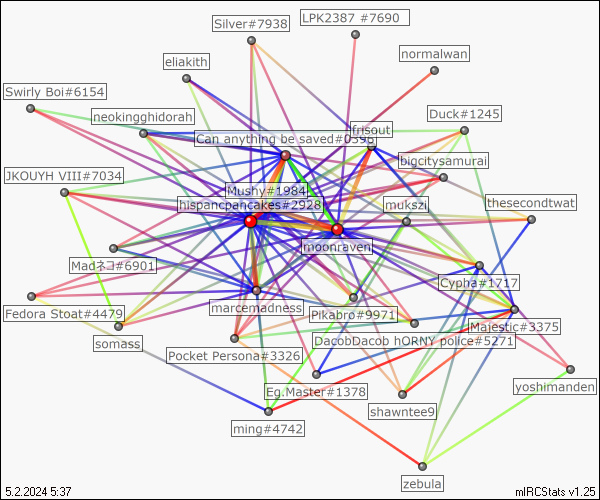 Silver#7938
LPK2387 #7690
eliakith
normalwan
Swirly Boi#6154
neokingghidorah
Duck#1245
frisout
Can anything be saved#0395
bigcitysamurai
JKOUYH VIII#7034
Mushy#1984
hispancpancakes#2928
mukszi
thesecondtwat
moonraven
Madネコ#6901
Cypha#1717
Fedora Stoat#4479
marcemadness
Pikabro#9971
Majestic#3375
somass
DacobDacob hORNY police#5271
Pocket Persona#3326
Eg.Master#1378
yoshimanden
shawntee9
ming#4742
zebula
5.2.2024 5:37
mIRCStats v1.25